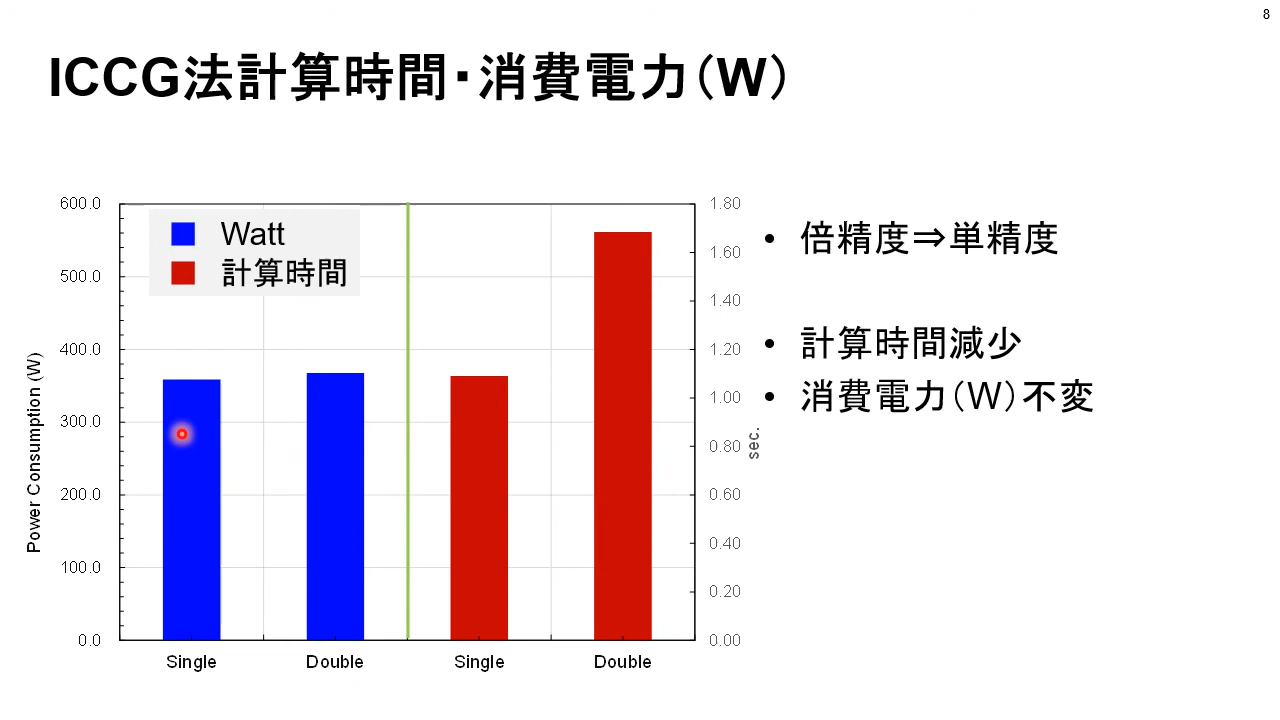 8
ICCG法計算時間・消費電力（W）
Watt
計算時間
600.0
500.0
400.0
300.0
200.0
100.0
0.0
Power Consumption (W)
1.80
1.60
1.40
1.20
1.00
0.80
0.60
0.40
0.20
0.00
sec.
Single
Double
Single
Double
• 倍精度⇒単精度
• 計算時間減少
• 消費電力（W）不変